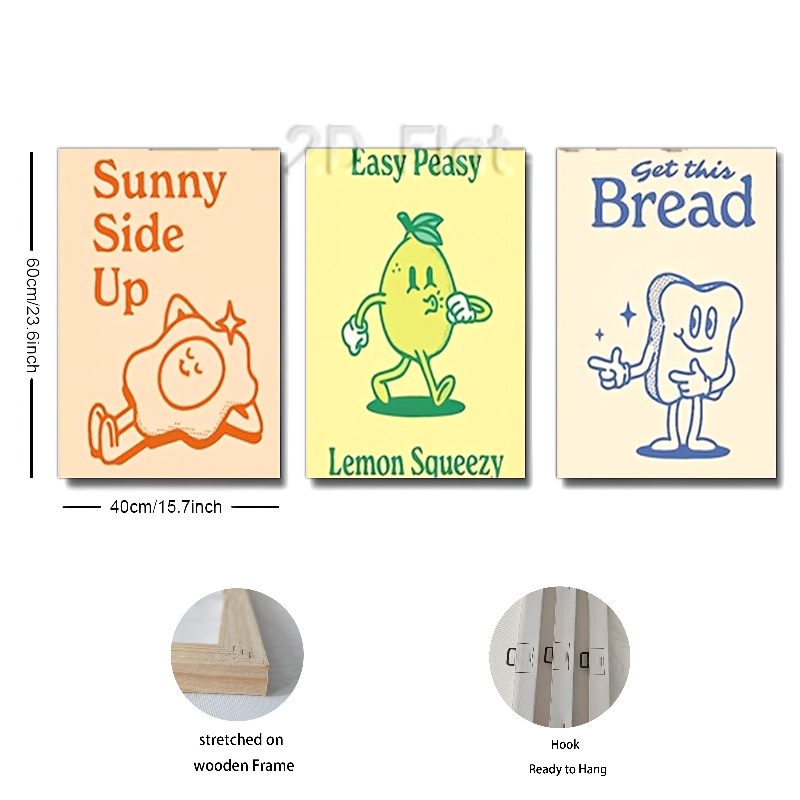 2D Flat
Sunny
Side
Up
Easy Peasy
Lemon Squeezy
Get this
Bread
60cm/23.6inch
40cm/15.7inch
stretched on
wooden Frame
Hook
Ready to Hang